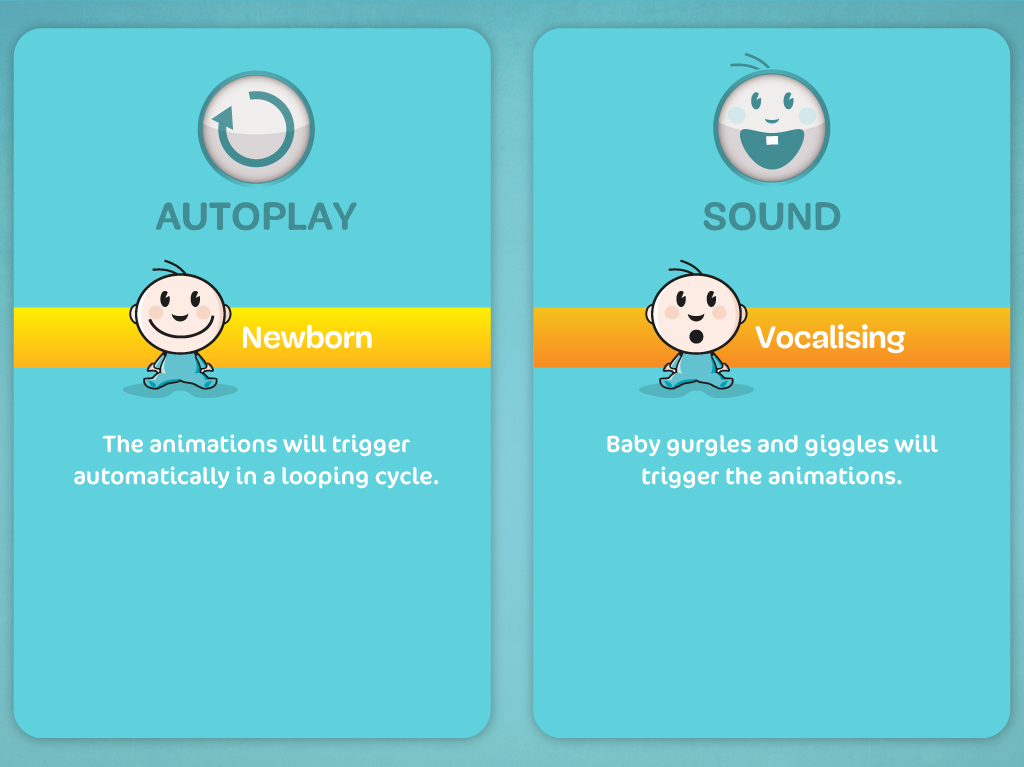 AUTOPLAY
Newborn
The animations will trigger
automatically in a looping cycle.
SOUND
Vocalising
Baby gurgles and giggles will
trigger the animations.